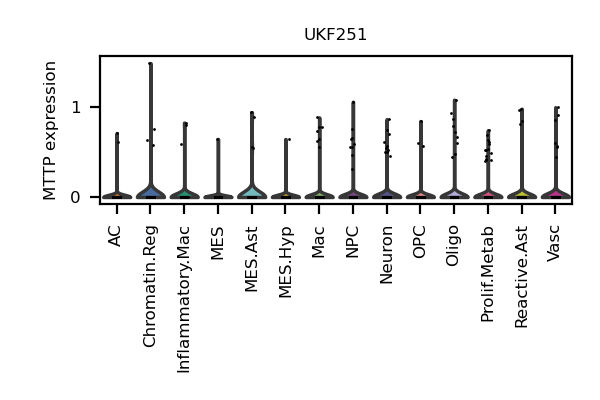 UKF251
MTTP expression
1
0
AC
Chromatin.Reg
Inflammatory.Mac
MES
MES.Ast
MES.Hyp
Mac
NPC
Neuron
OPC
Oligo
Prolif.Metab
Reactive.Ast
Vasc